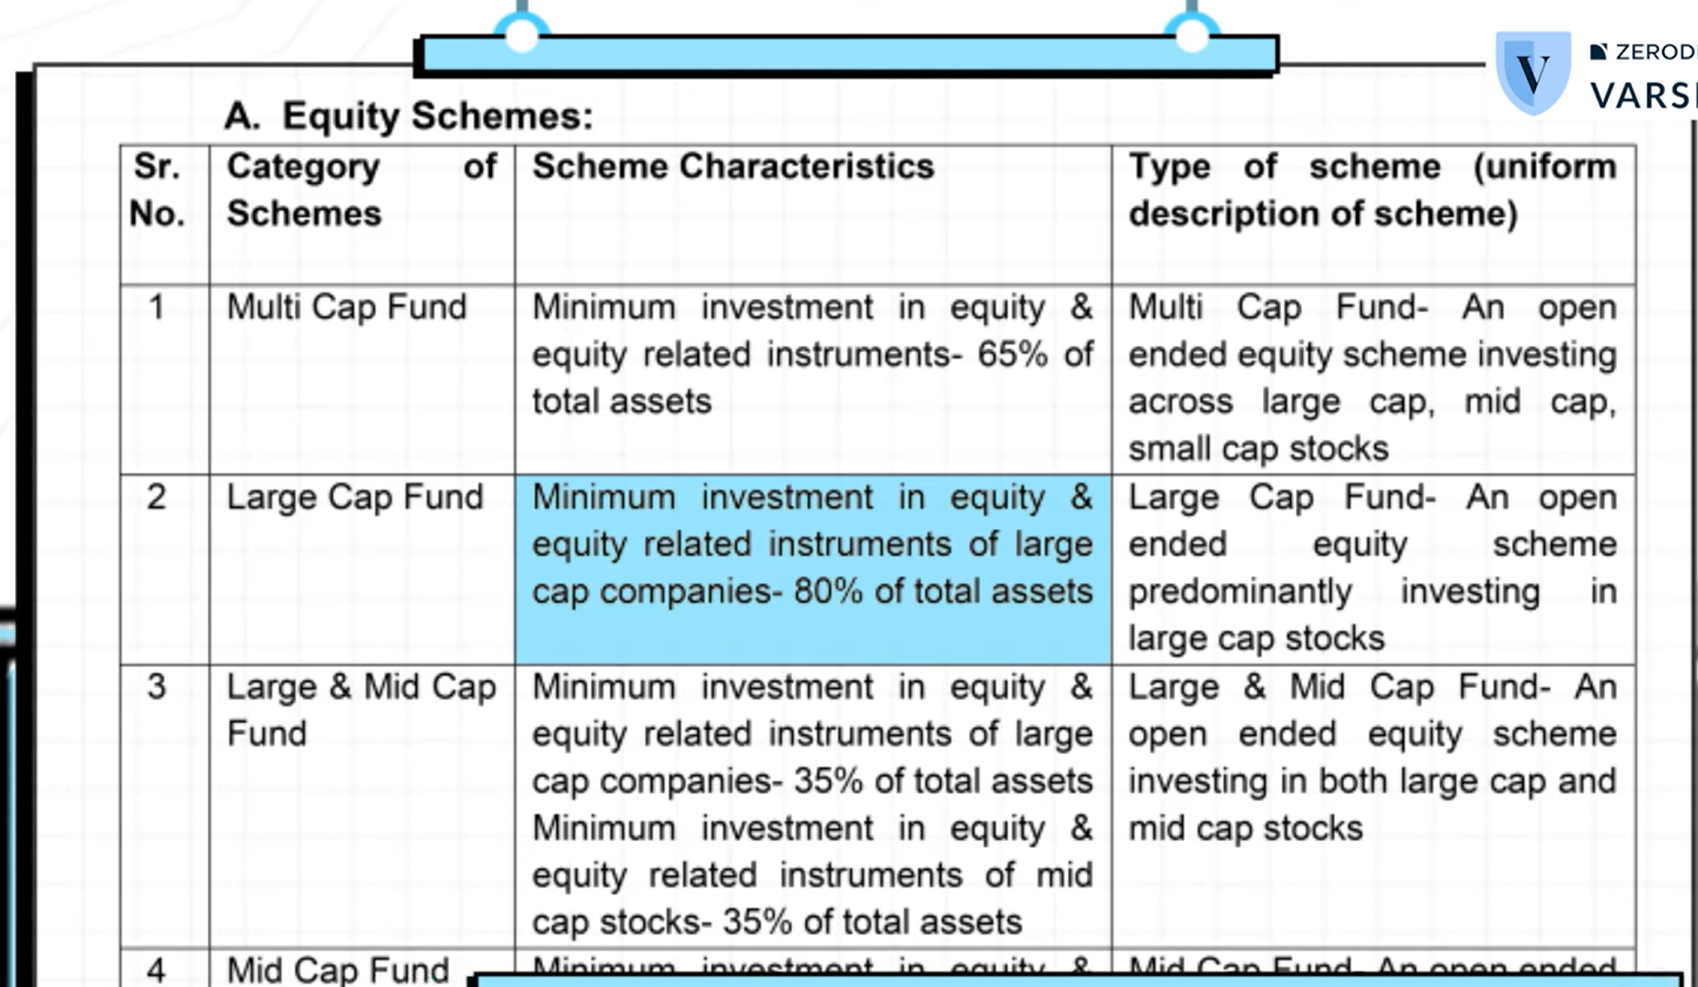 ZEROD
VARS
A. Equity Schemes:
Sr. No.
Category of Schemes
Scheme Characteristics
Type of scheme (uniform
description of scheme)
1
Multi Cap Fund
Minimum investment in equity &
equity related instruments- 65% of
total assets
Multi Cap Fund- An open
ended equity scheme investing
across large cap, mid cap,
small cap stocks
2
Large Cap Fund
Minimum investment in equity &
equity related instruments of large
cap companies- 80% of total assets
Large Cap Fund- An open
ended equity scheme
predominantly investing in
large cap stocks
3
Large & Mid Cap
Fund
Minimum investment in equity &
equity related instruments of large
cap companies- 35% of total assets
Minimum investment in equity &
equity related instruments of mid
cap stocks- 35% of total assets
Large & Mid Cap Fund- An
open ended equity scheme
investing in both large cap and
mid cap stocks
4
Mid Cap Fund
Minimum investment in equity &
Mid Cap Fund- An open ended